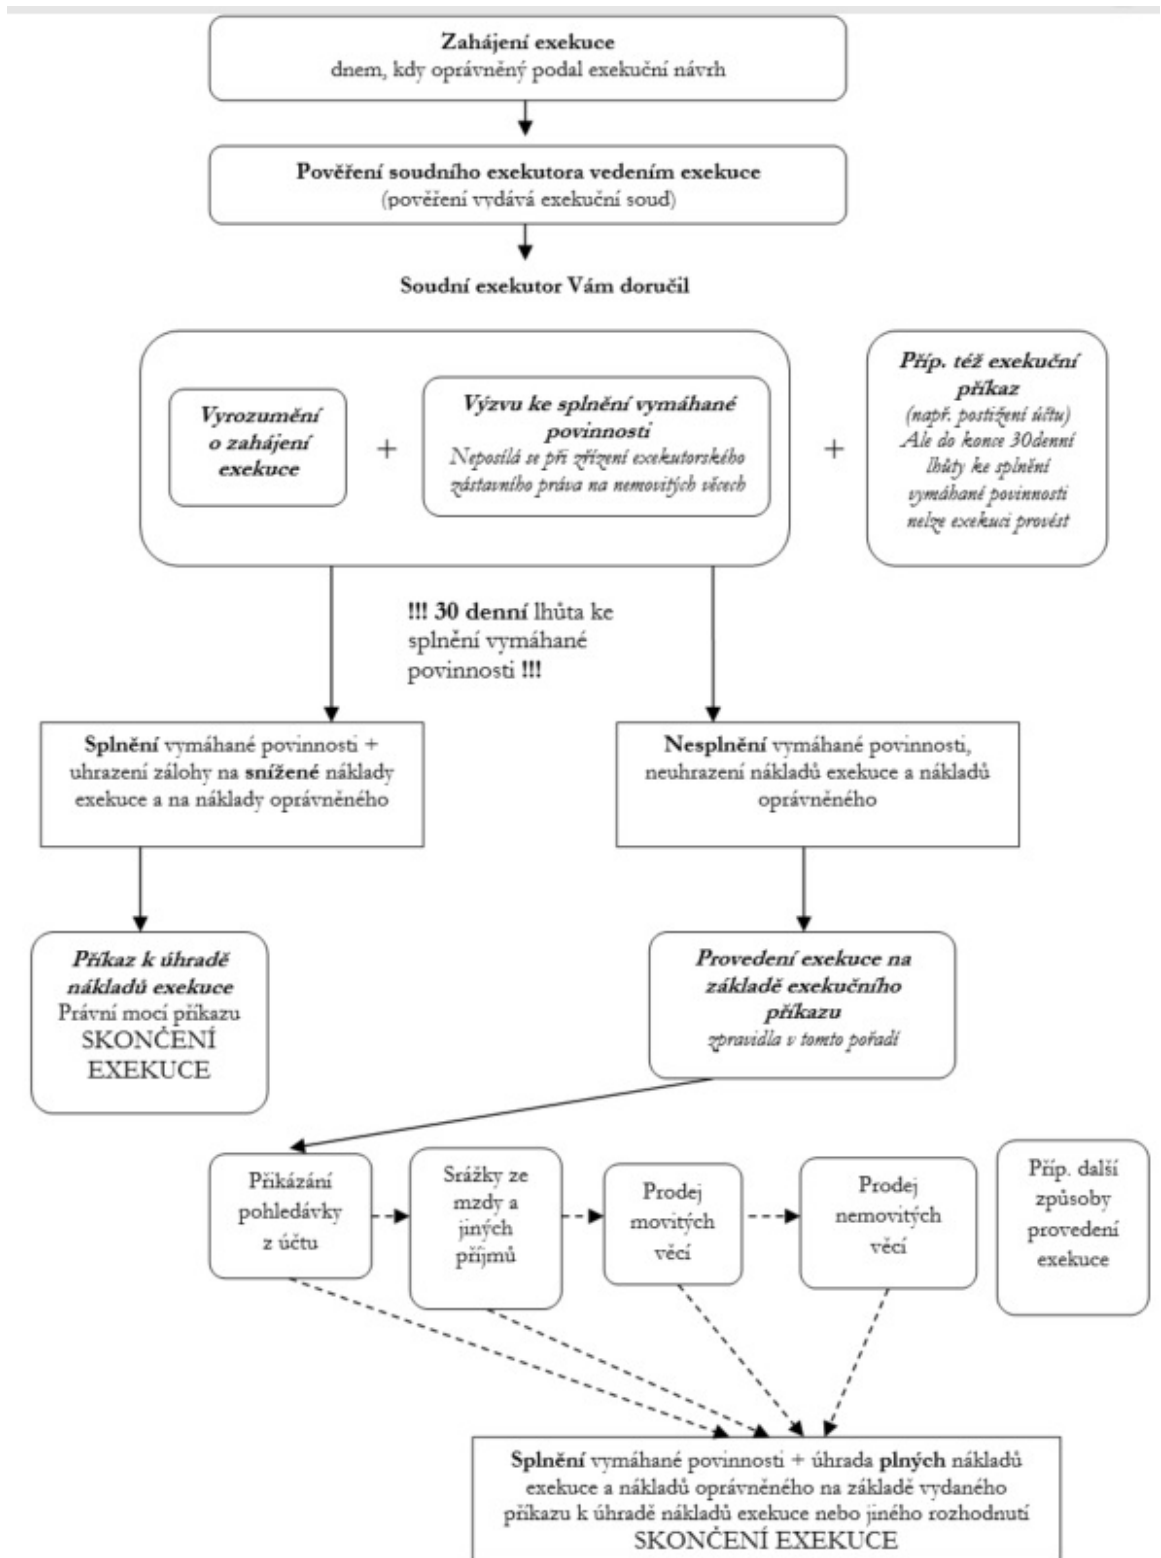 Zahájení exekuce
dnem, kdy oprávněný podal exekuční návrh
Pověření soudního exekutora vedením exekuce
(pověření vydává exekuční soud)
Soudní exekutor Vám doručil
Vyrozumění
o zahájení
exekuce
+
Výzvu ke splnění vymáhané
povinnosti
Neposílá se při zřízení exekutorského
zástavního práva na nemovitých věcech
+
Příp. též exekuční
příkaz
(např. postižení účtu)
Ale do konce 30denní
lhůty ke splnění
vymáhané povinnosti
nelze exekuci provést
!!! 30 denní lhůta ke
splnění vymáhané
povinnosti !!!
Splnění vymáhané povinnosti +
uhrazení zálohy na snížené náklady
exekuce a na náklady oprávněného
Nesplnění vymáhané povinnosti,
neuhrazení nákladů exekuce a nákladů
oprávněného
Příkaz k úhradě
nákladů exekuce
Právní mocí příkazu
SKONČENÍ
EXEKUCE
Provedení exekuce na
základě exekučního
příkazu
zpravidla v tomto pořadí
Přikázání
pohledávky
z účtu
Srážky ze
mzdy a
jiných
příjmů
Prodej
movitých
věcí
Prodej
nemovitých
věcí
Příp. další
způsoby
provedení
exekuce
Splnění vymáhané povinnosti + úhrada plných nákladů
exekuce a nákladů oprávněného na základě vydaného
příkazu k úhradě nákladů exekuce nebo jiného rozhodnutí
SKONČENÍ EXEKUCE